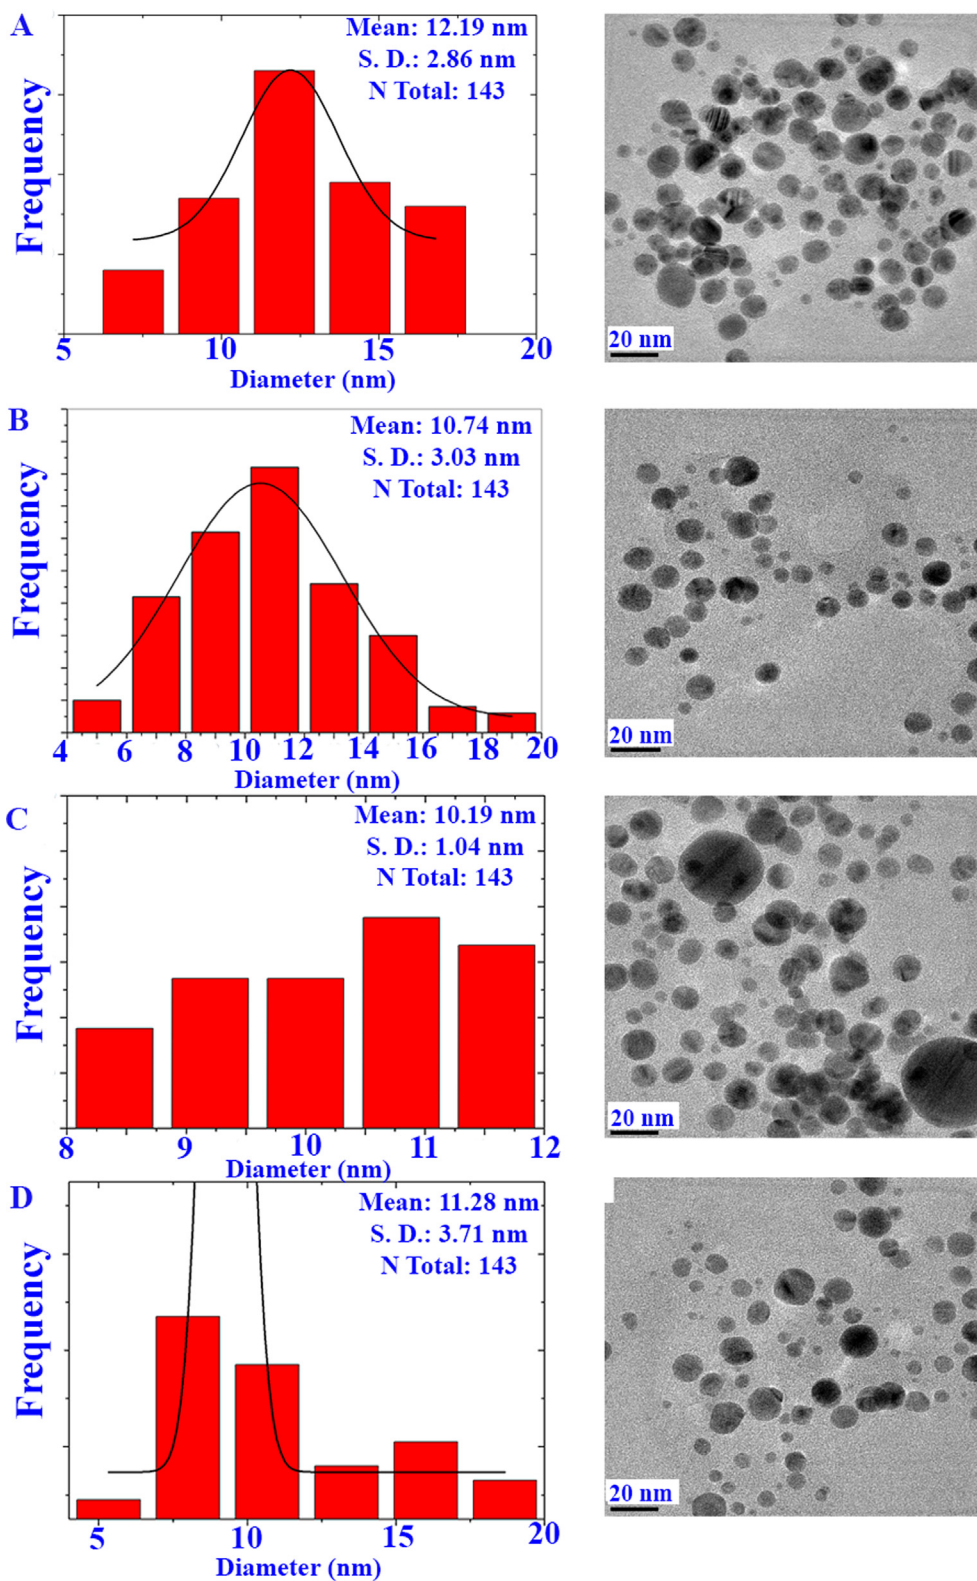 A
Mean: 12.19 nm
S. D.: 2.86 nm
N Total: 143
Frequency
5 10 15 20
Diameter (nm)
20 nm
B
Mean: 10.74 nm
S. D.: 3.03 nm
N Total: 143
Frequency
4 6 8 10 12 14 16 18 20
Diameter (nm)
20 nm
C
Mean: 10.19 nm
S. D.: 1.04 nm
N Total: 143
Frequency
8 9 10 11 12
Diameter (nm)
20 nm
D
Mean: 11.28 nm
S. D.: 3.71 nm
N Total: 143
Frequency
5 10 15 20
Diameter (nm)
20 nm